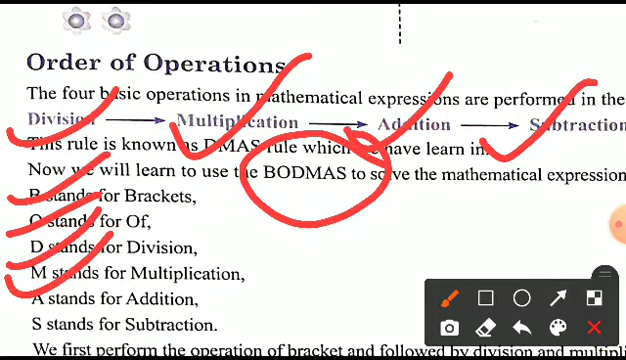 Order of Operations
The four basic operations in mathematical expressions are performed in the
Division Multiplication Addition Subtraction
This rule is known as DMAS rule which we have learn in
Now we will learn to use the BODMAS to solve the mathematical expression
B stands for Brackets,
O stands for Of,
D stands for Division,
M stands for Multiplication,
A stands for Addition,
S stands for Subtraction.
We first perform the operation of bracket and followed by division and multipli